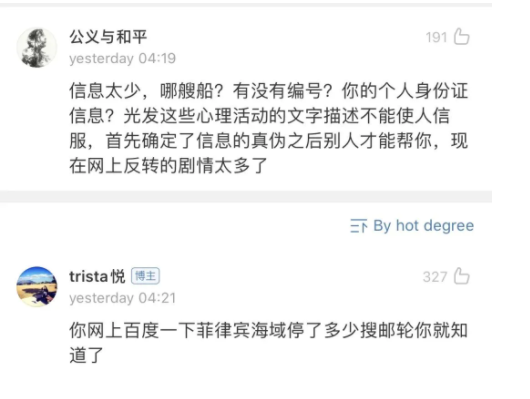 公义与和平
191
yesterday 04:19
信息太少，哪艘船？有没有编号？你的个人身份证
信息？光发这些心理活动的文字描述不能使人信
服，首先确定了信息的真伪之后别人才能帮你，现
在网上反转的剧情太多了
By hot degree
trista悦 博主
327
yesterday 04:21
你网上百度一下菲律宾海域停了多少搜邮轮你就知
道了